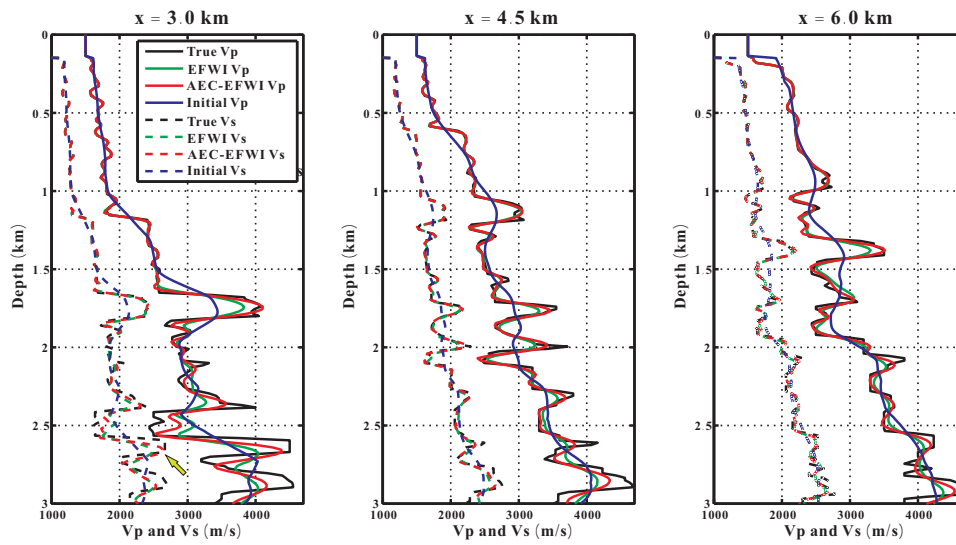 x = 3.0 km
x = 4.5 km
x = 6.0 km
True Vp
EFWI Vp
AEC-EFWI Vp
Initial Vp
True Vs
EFWI Vs
AEC-EFWI Vs
Initial Vs
s
Depth (km)
0
0.5
1
1.5
2
2.5
3
1000 2000 3000 4000
Vp and Vs (m/s)
Depth (km)
0
0.5
1
1.5
2
2.5
3
1000 2000 3000 4000
Vp and Vs (m/s)
Depth (km)
0
0.5
1
1.5
2
2.5
3
1000 2000 3000 4000
Vp and Vs (m/s)